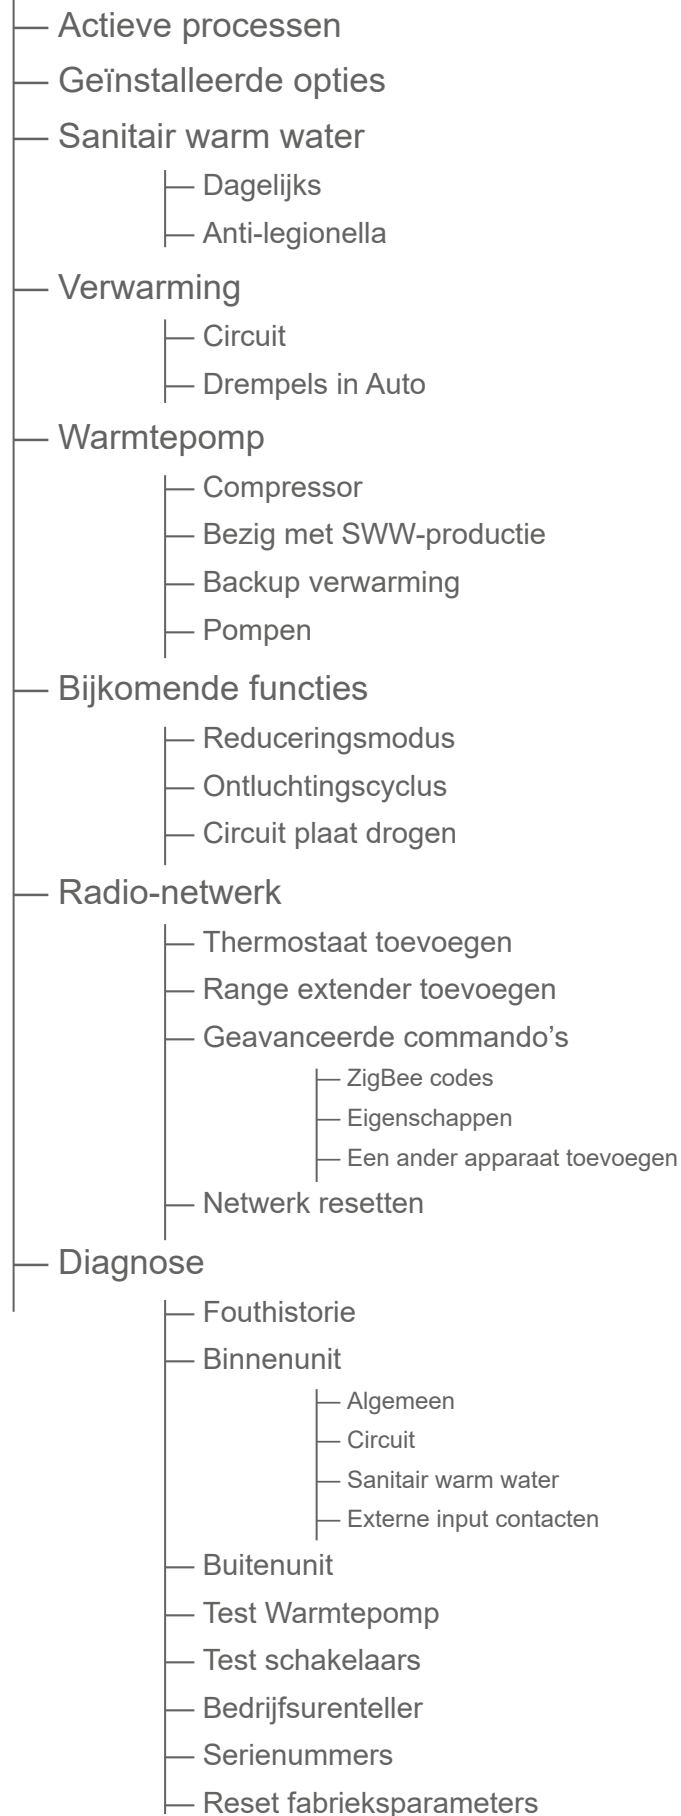 Actieve processen
Geïnstalleerde opties
Sanitair warm water
Dagelijks
Anti-legionella
Verwarming
Circuit
Drempels in Auto
Warmtepomp
Compressor
Bezig met SWW-productie
Backup verwarming
Pompen
Bijkomende functies
Reduceringsmodus
Ontluchtingscyclus
Circuit plaat drogen
Radio-netwerk
Thermostaat toevoegen
Range extender toevoegen
Geavanceerde commando’s
ZigBee codes
Eigenschappen
Een ander apparaat toevoegen
Netwerk resetten
Diagnose
Fouthistorie
Binnenunit
Algemeen
Circuit
Sanitair warm water
Externe input contacten
Buitenunit
Test Warmtepomp
Test schakelaars
Bedrijfsurenteller
Serienummers
Reset fabrieksparameters